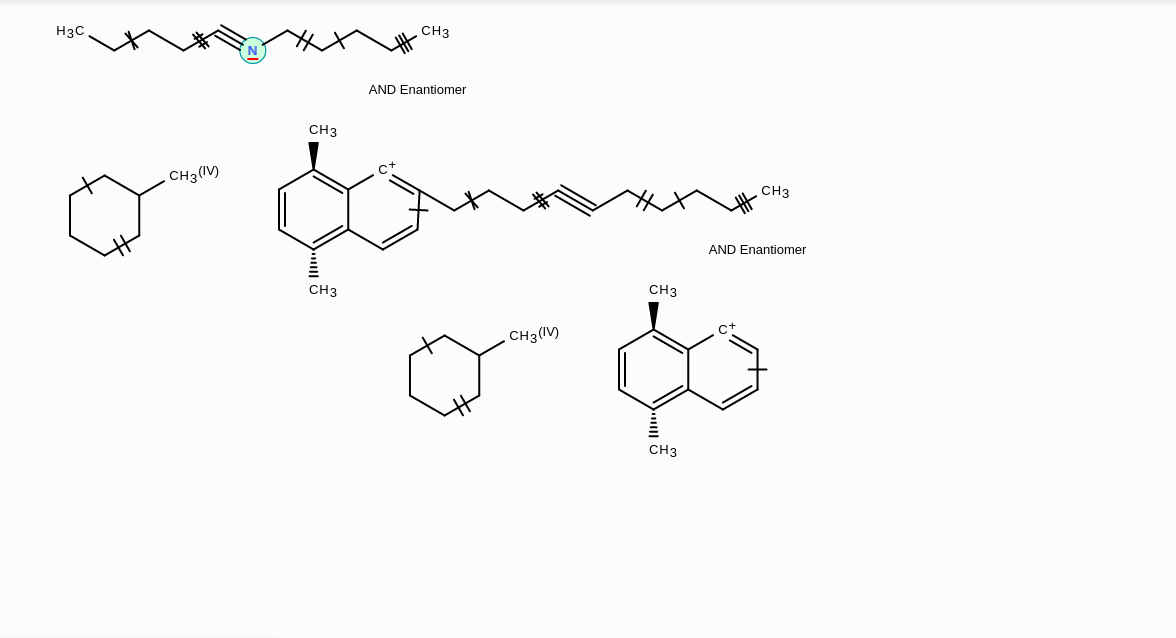 H3C CH3
N
AND Enantiomer
CH3
CH3(IV) C+
CH3
AND Enantiomer
CH3
CH3
CH3(IV) C+
CH3